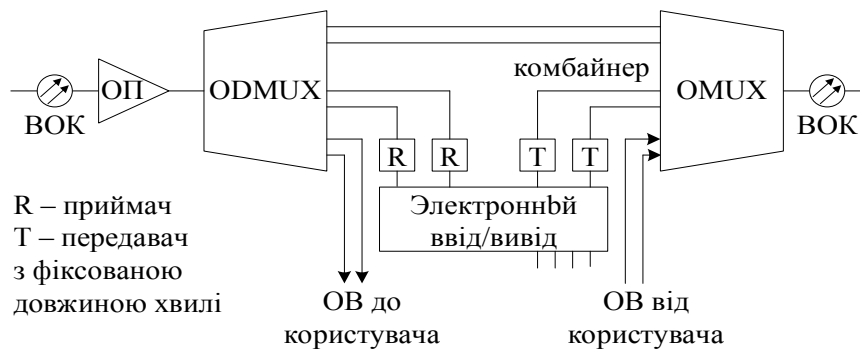 комбайнер
ВОК
ОП
ODMUX
OMUX
ВОК
R
R
T
T
Электроннbй
ввід/вивід
R – приймач
T – передавач
з фіксованою
довжиною хвилі
ОВ до
користувача
ОВ від
користувача